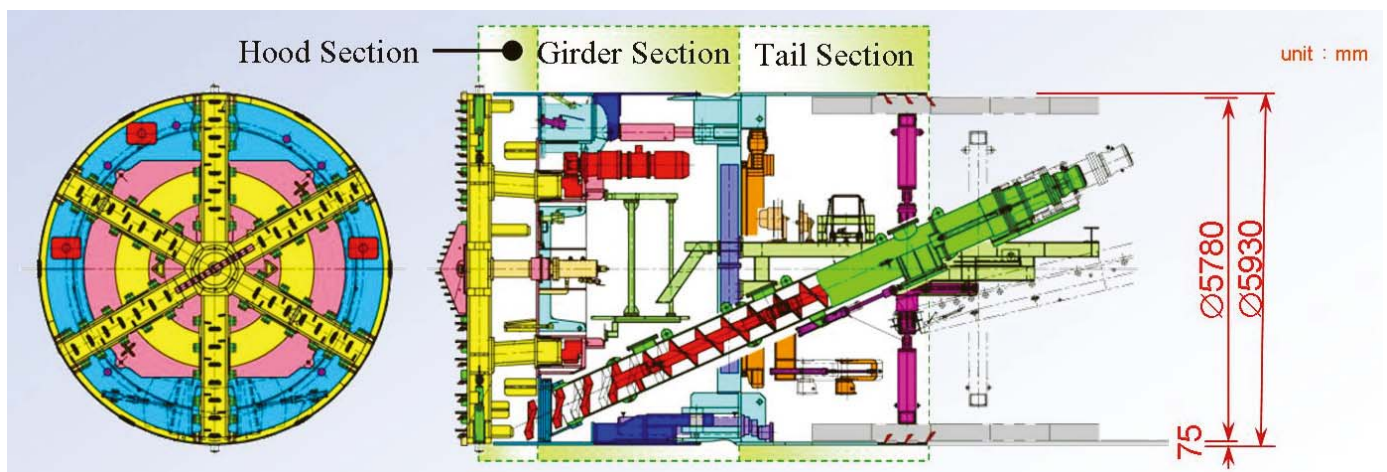 Hood Section
Girder Section
Tail Section
unit : mm
Ø5780
Ø5930
75